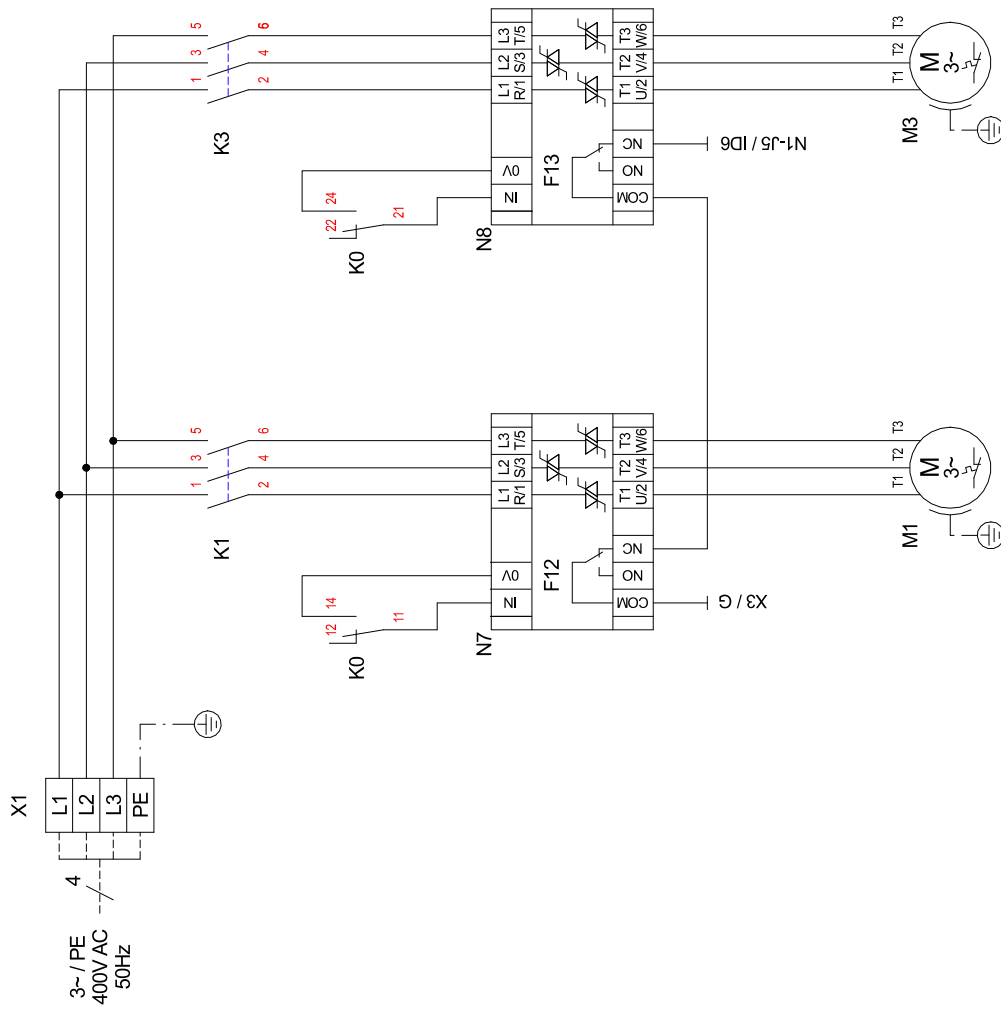 3~ / PE
400V AC
50Hz
4
X1
L1
L2
L3
PE
K1
1
3
5
2
4
6
K0
12
14
11
N7
IN
0V
L1
R/1
L2
S/3
L3
T/5
F12
COM
NO
NC
T1
U/2
T2
V/4
T3
W/6
X3 / G
T1
T2
T3
M1
M
3~
K3
1
3
5
2
4
6
K0
22
24
21
N8
IN
0V
L1
R/1
L2
S/3
L3
T/5
F13
COM
NO
NC
T1
U/2
T2
V/4
T3
W/6
N1-J5 / ID6
T1
T2
T3
M3
M
3~